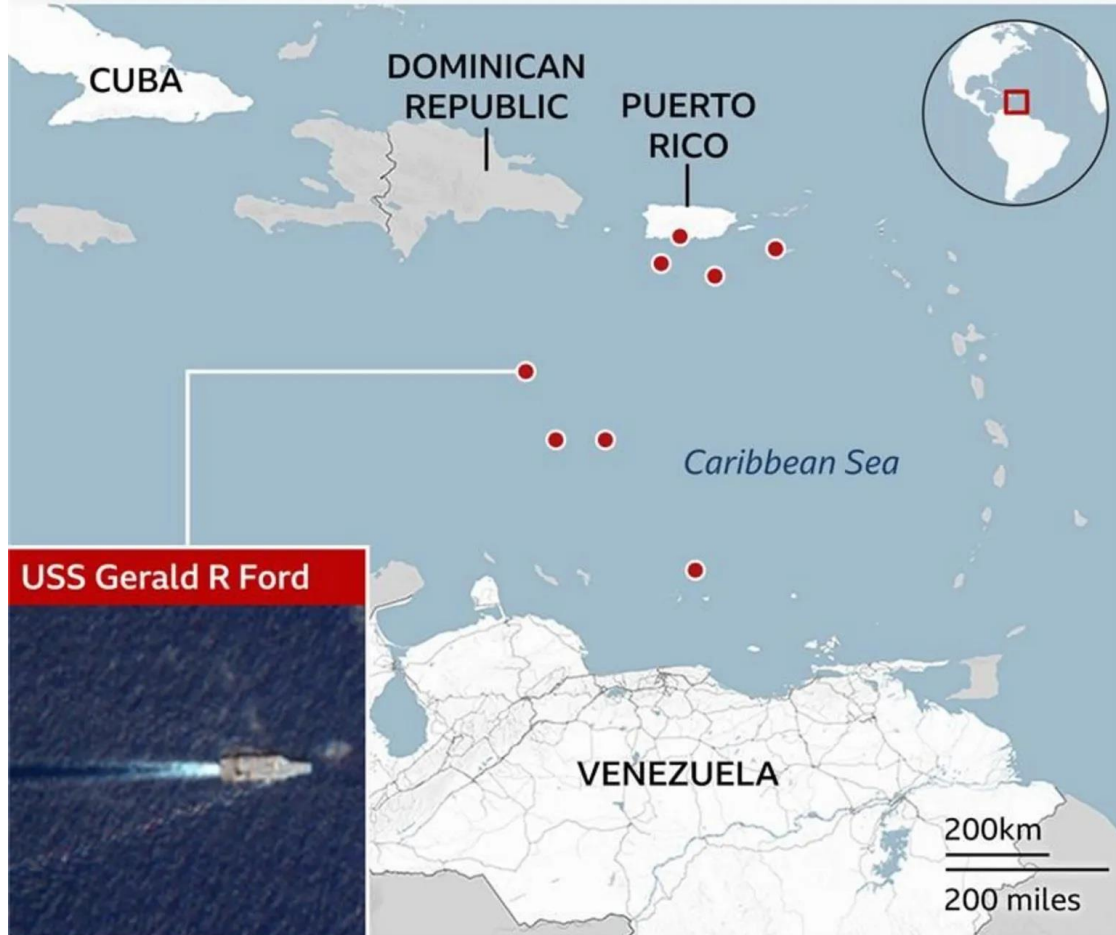 CUBA
DOMINICAN
REPUBLIC
PUERTO
RICO
Caribbean Sea
USS Gerald R Ford
VENEZUELA
200km
200 miles